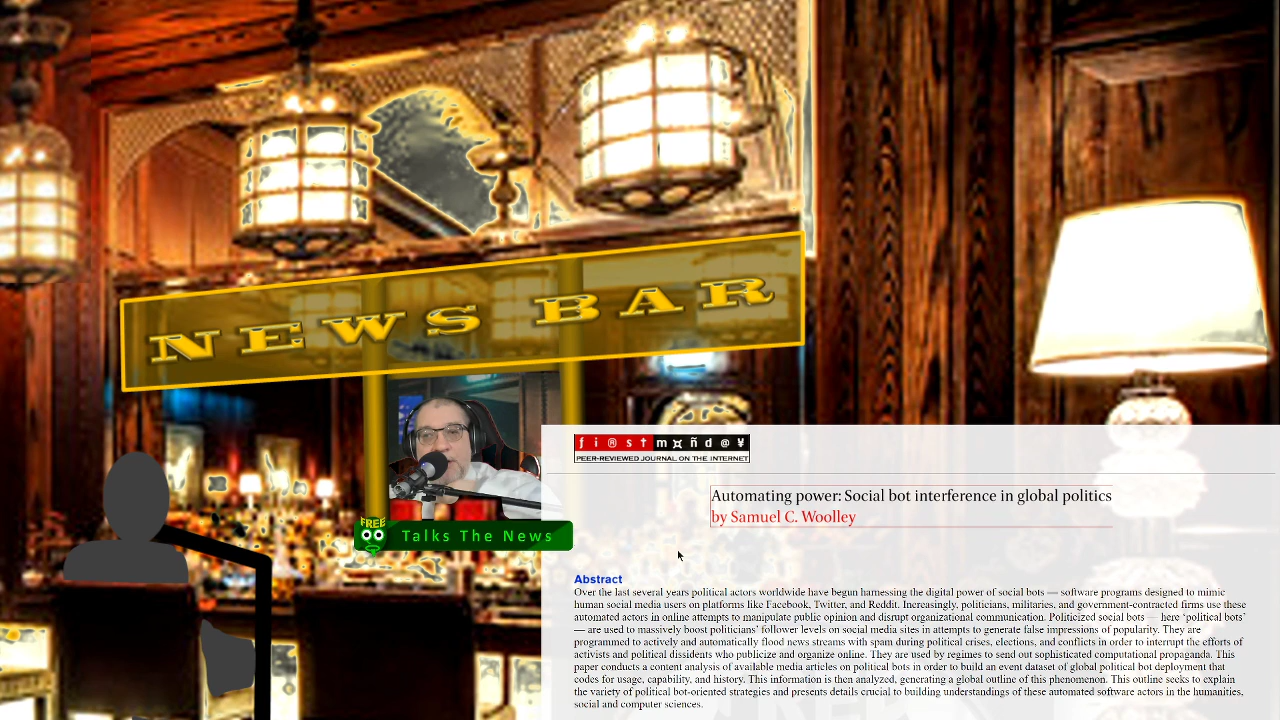 NEWS BAR
FREE
Talks The News
f i ® s t m ¤ ñ d @ ¥
PEER-REVIEWED JOURNAL ON THE INTERNET
Automating power: Social bot interference in global politics
by Samuel C. Woolley
Abstract
Over the last several years political actors worldwide have begun harnessing the digital power of social bots — software programs designed to mimic
human social media users on platforms like Facebook, Twitter, and Reddit. Increasingly, politicians, militaries, and government-contracted firms use these
automated actors in online attempts to manipulate public opinion and disrupt organizational communication. Politicized social bots — here 'political bots'
— are used to massively boost politicians' follower levels on social media sites in attempts to generate false impressions of popularity. They are
programmed to actively and automatically flood news streams with spam during political crises, elections, and conflicts in order to interrupt the efforts of
activists and political dissidents who publicize and organize online. They are used by regimes to send out sophisticated computational propaganda. This
paper conducts a content analysis of available media articles on political bots in order to build an event dataset of global political bot deployment that
codes for usage, capability, and history. This information is then analyzed, generating a global outline of this phenomenon. This outline seeks to explain
the variety of political bot-oriented strategies and presents details crucial to building understandings of these automated software actors in the humanities,
social and computer sciences.